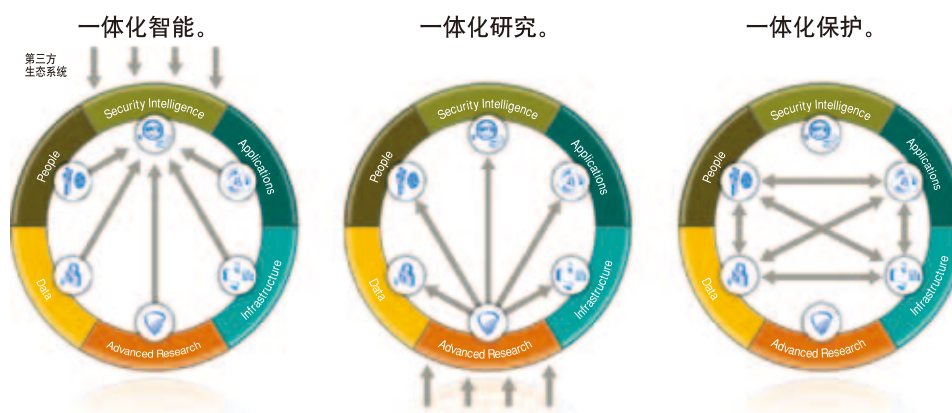 一体化智能。
一体化研究。
一体化保护。
第三方
生态系统
Security Intelligence
People
Applications
Data
Infrastructure
Advanced Research
Security Intelligence
People
Applications
Data
Infrastructure
Advanced Research
Security Intelligence
People
Applications
Data
Infrastructure
Advanced Research